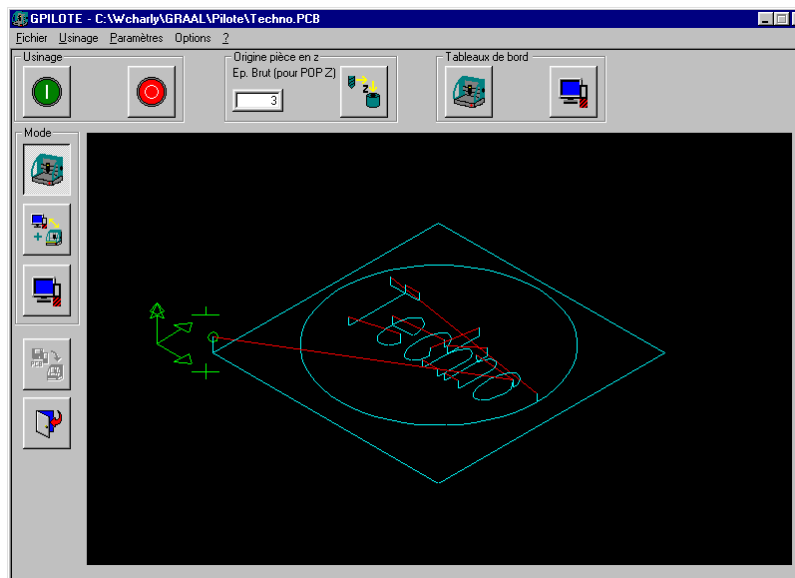 GPILOTE - C:\Wcharly\GRAAL\Pilote\Techno.PCB
Fichier Usinage Paramètres Options ?
Usinage
Origine pièce en z
Ep. Brut (pour POP Z)
3
Z
Tableaux de bord
Mode
PCB
Techno